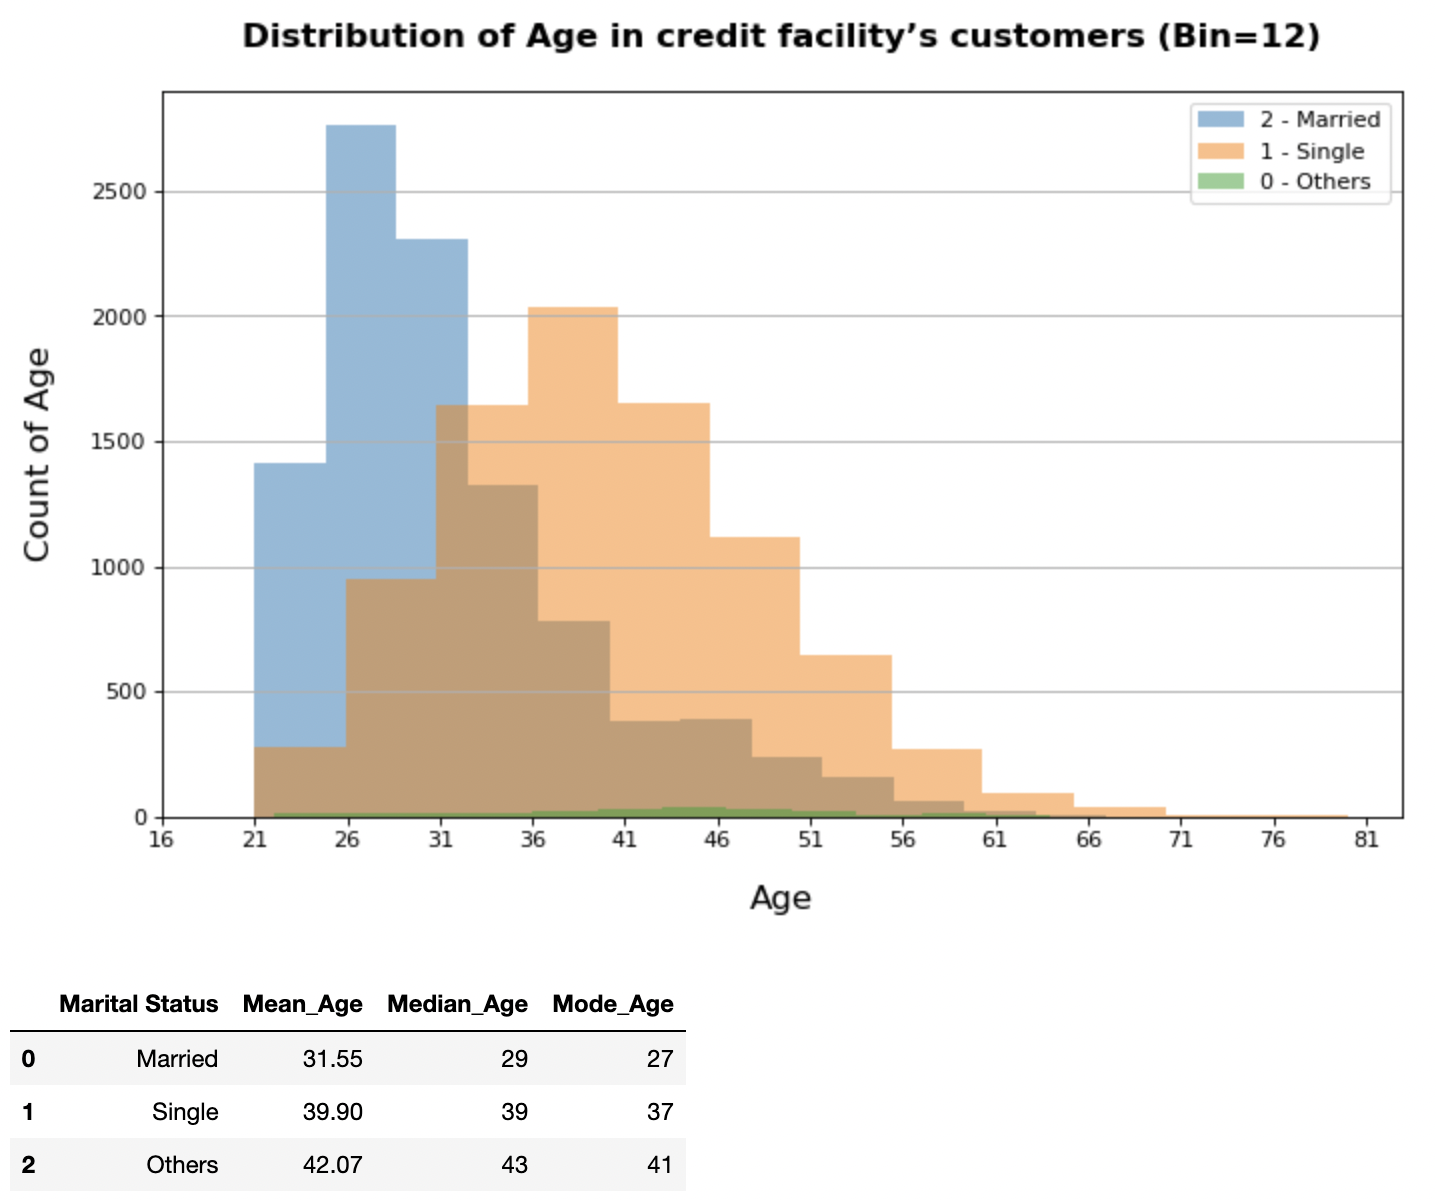 Distribution of Age in credit facility’s customers (Bin=12)
2 - Married
1 - Single
0 - Others
2500
2000
1500
1000
500
0
Count of Age
16 21 26 31 36 41 46 51 56 61 66 71 76 81
Age
Marital Status Mean_Age Median_Age Mode_Age
0 Married 31.55 29 27
1 Single 39.90 39 37
2 Others 42.07 43 41